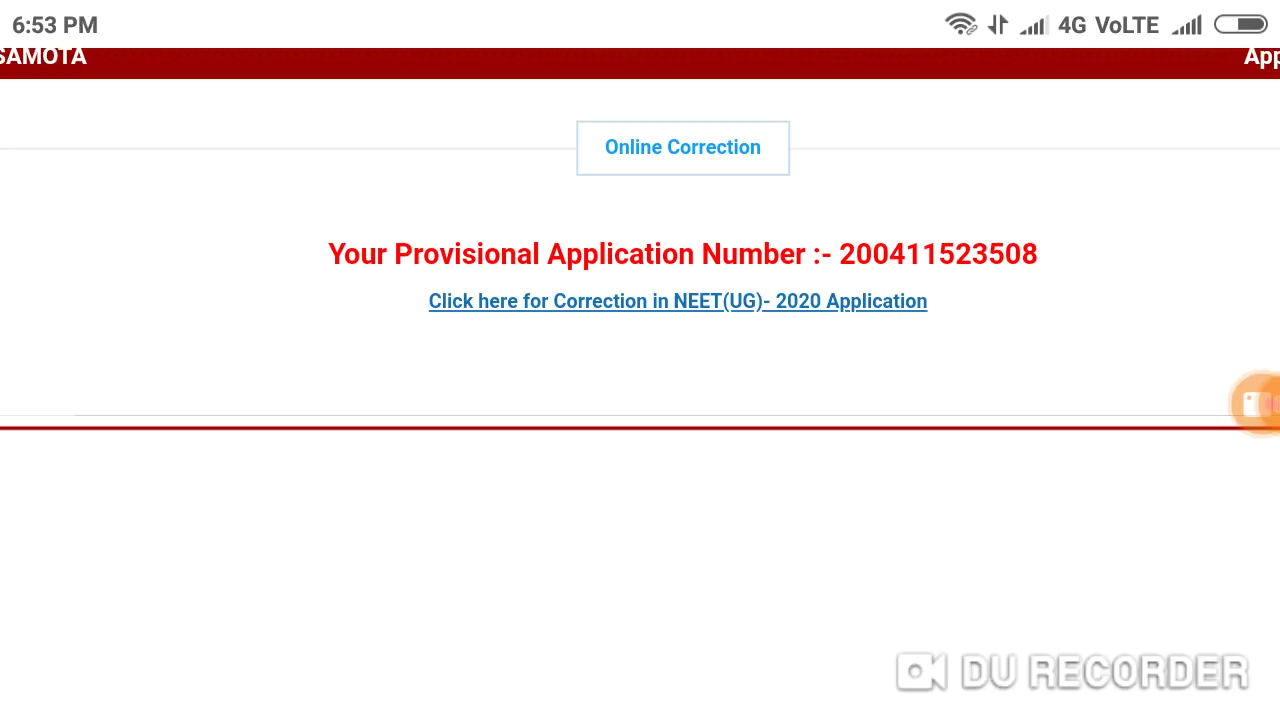 6:53 PM 4G VoLTE
SAMOTA App
Online Correction
Your Provisional Application Number :- 200411523508
Click here for Correction in NEET(UG)- 2020 Application
DU RECORDER